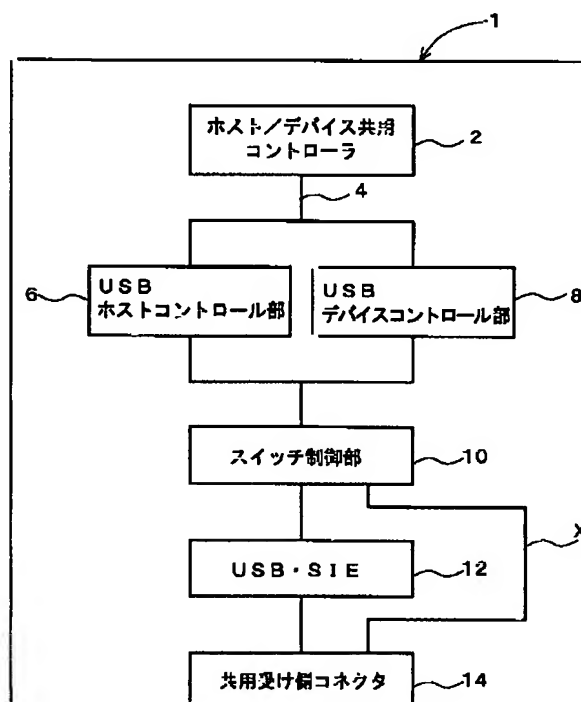 1
ホスト／デバイス共用
コントローラ
2
4
USB
ホストコントロール部
6
USB
デバイスコントロール部
8
スイッチ制御部
10
X
USB・SIE
12
共用受け側コネクタ
14